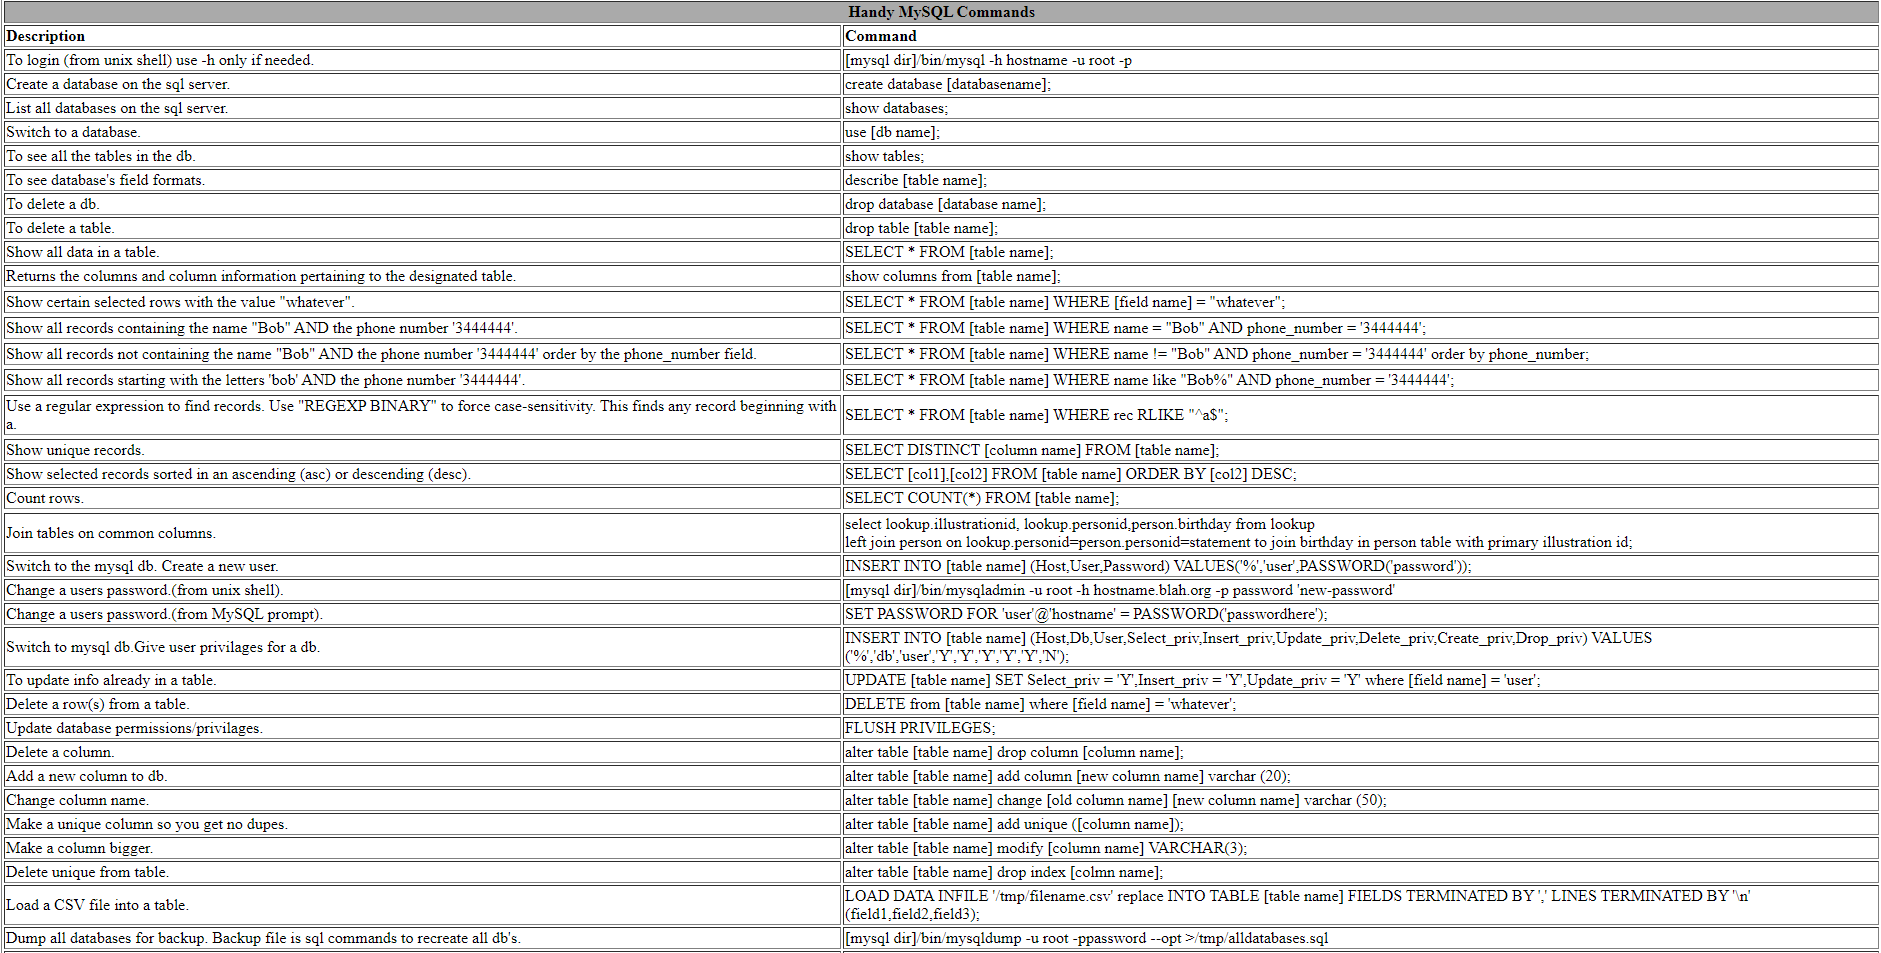 Handy MySQL Commands
Description Command
To login (from unix shell) use -h only if needed. [mysql dir]/bin/mysql -h hostname -u root -p
Create a database on the sql server. create database [databasename];
List all databases on the sql server. show databases;
Switch to a database. use [db name];
To see all the tables in the db. show tables;
To see database's field formats. describe [table name];
To delete a db. drop database [database name];
To delete a table. drop table [table name];
Show all data in a table. SELECT * FROM [table name];
Returns the columns and column information pertaining to the designated table. show columns from [table name];
Show certain selected rows with the value "whatever". SELECT * FROM [table name] WHERE [field name] = "whatever";
Show all records containing the name "Bob" AND the phone number '3444444'. SELECT * FROM [table name] WHERE name = "Bob" AND phone_number = '3444444';
Show all records not containing the name "Bob" AND the phone number '3444444' order by the phone_number field. SELECT * FROM [table name] WHERE name != "Bob" AND phone_number = '3444444' order by phone_number;
Show all records starting with the letters 'bob' AND the phone number '3444444'. SELECT * FROM [table name] WHERE name like "Bob%" AND phone_number = '3444444';
Use a regular expression to find records. Use "REGEXP BINARY" to force case-sensitivity. This finds any record beginning with
a.
SELECT * FROM [table name] WHERE rec RLIKE "^a$";
Show unique records. SELECT DISTINCT [column name] FROM [table name];
Show selected records sorted in an ascending (asc) or descending (desc). SELECT [col1],[col2] FROM [table name] ORDER BY [col2] DESC;
Count rows. SELECT COUNT(*) FROM [table name];
Join tables on common columns.
select lookup.illustrationid, lookup.personid,person.birthday from lookup
left join person on lookup.personid=person.personid=statement to join birthday in person table with primary illustration id;
Switch to the mysql db. Create a new user. INSERT INTO [table name] (Host,User,Password) VALUES('%','user',PASSWORD('password'));
Change a users password.(from unix shell). [mysql dir]/bin/mysqladmin -u root -h hostname.blah.org -p password 'new-password'
Change a users password.(from MySQL prompt). SET PASSWORD FOR 'user'@'hostname' = PASSWORD('passwordhere');
Switch to mysql db.Give user privilages for a db.
INSERT INTO [table name] (Host,Db,User,Select_priv,Insert_priv,Update_priv,Delete_priv,Create_priv,Drop_priv) VALUES
('%','db','user','Y','Y','Y','Y','Y','N');
To update info already in a table. UPDATE [table name] SET Select_priv = 'Y',Insert_priv = 'Y',Update_priv = 'Y' where [field name] = 'user';
Delete a row(s) from a table. DELETE from [table name] where [field name] = 'whatever';
Update database permissions/privilages. FLUSH PRIVILEGES;
Delete a column. alter table [table name] drop column [column name];
Add a new column to db. alter table [table name] add column [new column name] varchar (20);
Change column name. alter table [table name] change [old column name] [new column name] varchar (50);
Make a unique column so you get no dupes. alter table [table name] add unique ([column name]);
Make a column bigger. alter table [table name] modify [column name] VARCHAR(3);
Delete unique from table. alter table [table name] drop index [colmn name];
Load a CSV file into a table.
LOAD DATA INFILE '/tmp/filename.csv' replace INTO TABLE [table name] FIELDS TERMINATED BY ',' LINES TERMINATED BY '\n'
(field1,field2,field3);
Dump all databases for backup. Backup file is sql commands to recreate all db's. [mysql dir]/bin/mysqldump -u root -ppassword --opt >/tmp/alldatabases.sql